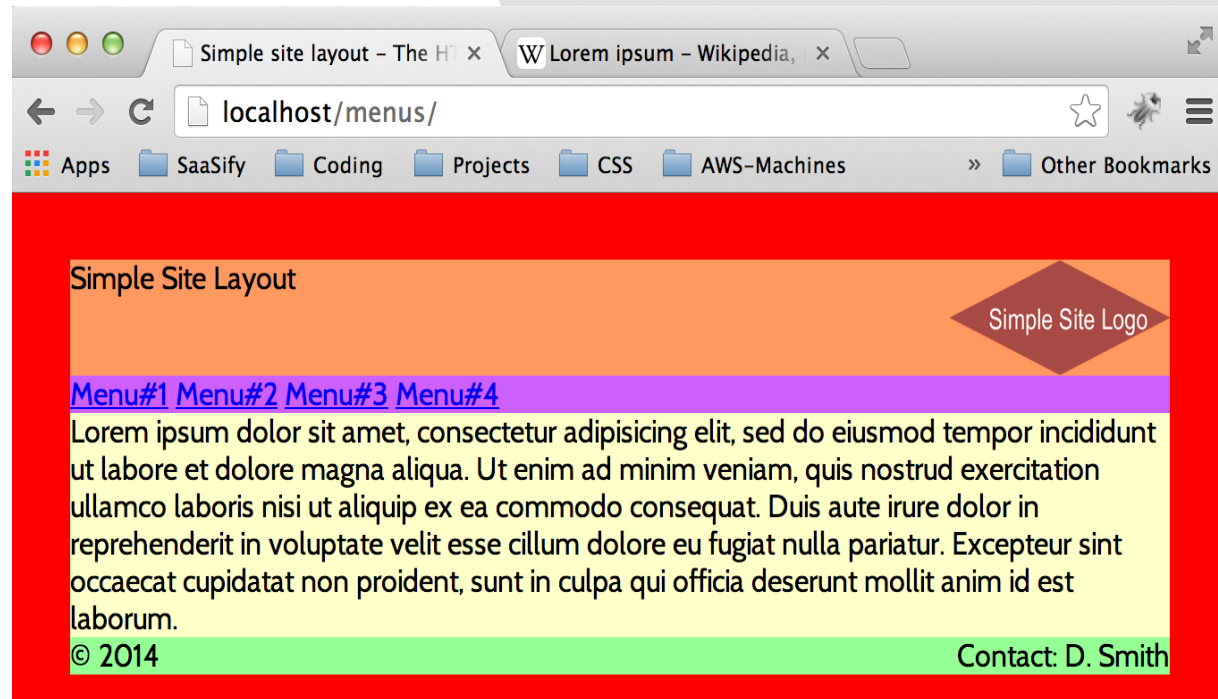 Simple site layout – The HT
Lorem ipsum – Wikipedia,
localhost/menus/
Apps SaaSify Coding Projects CSS AWS-Machines » Other Bookmarks
Simple Site Layout
Simple Site Logo
Menu#1 Menu#2 Menu#3 Menu#4
Lorem ipsum dolor sit amet, consectetur adipisicing elit, sed do eiusmod tempor incididunt
ut labore et dolore magna aliqua. Ut enim ad minim veniam, quis nostrud exercitation
ullamco laboris nisi ut aliquip ex ea commodo consequat. Duis aute irure dolor in
reprehenderit in voluptate velit esse cillum dolore eu fugiat nulla pariatur. Excepteur sint
occaecat cupidatat non proident, sunt in culpa qui officia deserunt mollit anim id est
laborum.
© 2014
Contact: D. Smith